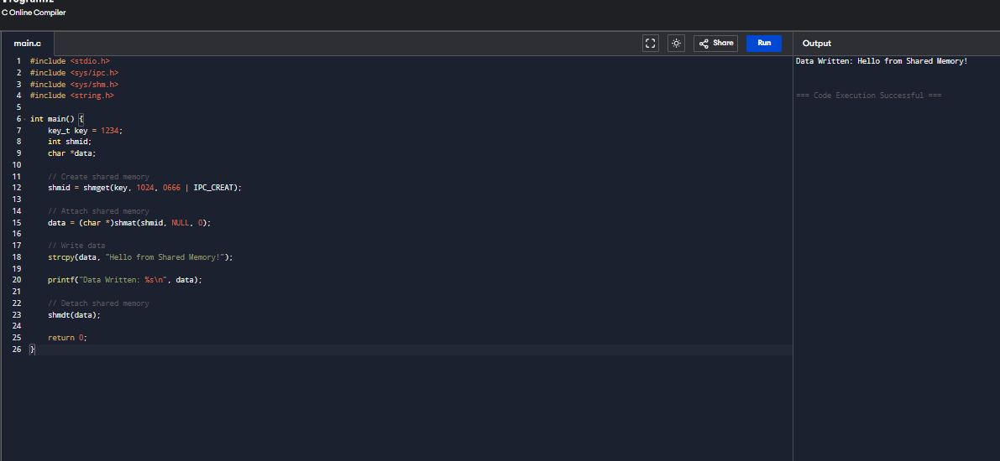 C Online Compiler
main.c
Share
Run
Output
1 #include <stdio.h>
2 #include <sys/ipc.h>
3 #include <sys/shm.h>
4 #include <string.h>
5
6 int main() {
7     key_t key = 1234;
8     int shmid;
9     char *data;
10
11     // Create shared memory
12     shmid = shmget(key, 1024, 0666 | IPC_CREAT);
13
14     // Attach shared memory
15     data = (char *)shmat(shmid, NULL, 0);
16
17     // Write data
18     strcpy(data, "Hello from Shared Memory!");
19
20     printf("Data Written: %s\n", data);
21
22     // Detach shared memory
23     shmdt(data);
24
25     return 0;
26 }
Data Written: Hello from Shared Memory!
=== Code Execution Successful ===